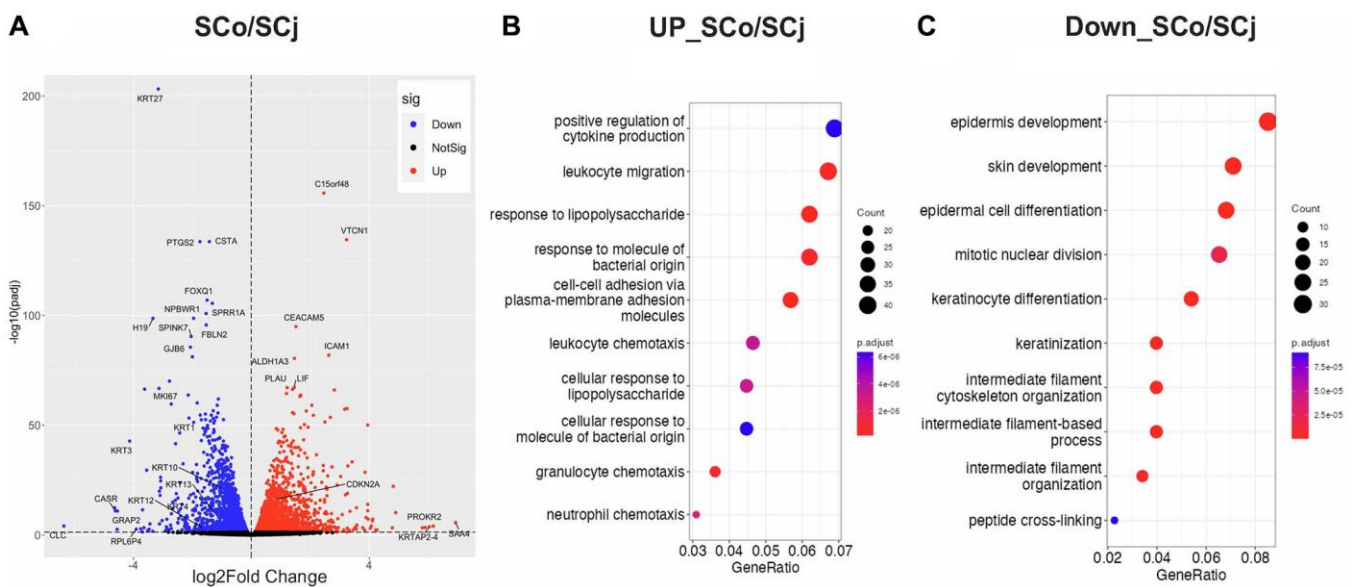 A
SCo/SCj
B
UP_SCo/SCj
C
Down_SCo/SCj
-log10(padj)
200
150
100
50
0
-4
0
4
log2Fold Change
sig
Down
NotSig
Up
KRT27
C15orf48
VTCN1
PTGS2
CSTA
FOXQ1
NPBWR1
SPRR1A
H19
SPINK7
FBLN2
GJB6
CEACAM5
ICAM1
ALDH1A3
PLAU
LIF
MKI67
KRT1
KRT3
KRT10
KRT13
CDKN2A
CASR
KRT12
GRAP2
CLC
RPL6P4
PROKR2
KRTAP2-4
SAA4
positive regulation of
cytokine production
leukocyte migration
response to lipopolysaccharide
response to molecule of
bacterial origin
cell-cell adhesion via
plasma-membrane adhesion
molecules
leukocyte chemotaxis
cellular response to
lipopolysaccharide
cellular response to
molecule of bacterial origin
granulocyte chemotaxis
neutrophil chemotaxis
0.03 0.04 0.05 0.06 0.07
GeneRatio
Count
20
25
30
35
40
p.adjust
6e-06
4e-06
2e-06
epidermis development
skin development
epidermal cell differentiation
mitotic nuclear division
keratinocyte differentiation
keratinization
intermediate filament
cytoskeleton organization
intermediate filament-based
process
intermediate filament
organization
peptide cross-linking
0.02 0.04 0.06 0.08
GeneRatio
Count
10
15
20
25
30
p.adjust
7.5e-05
5.0e-05
2.5e-05